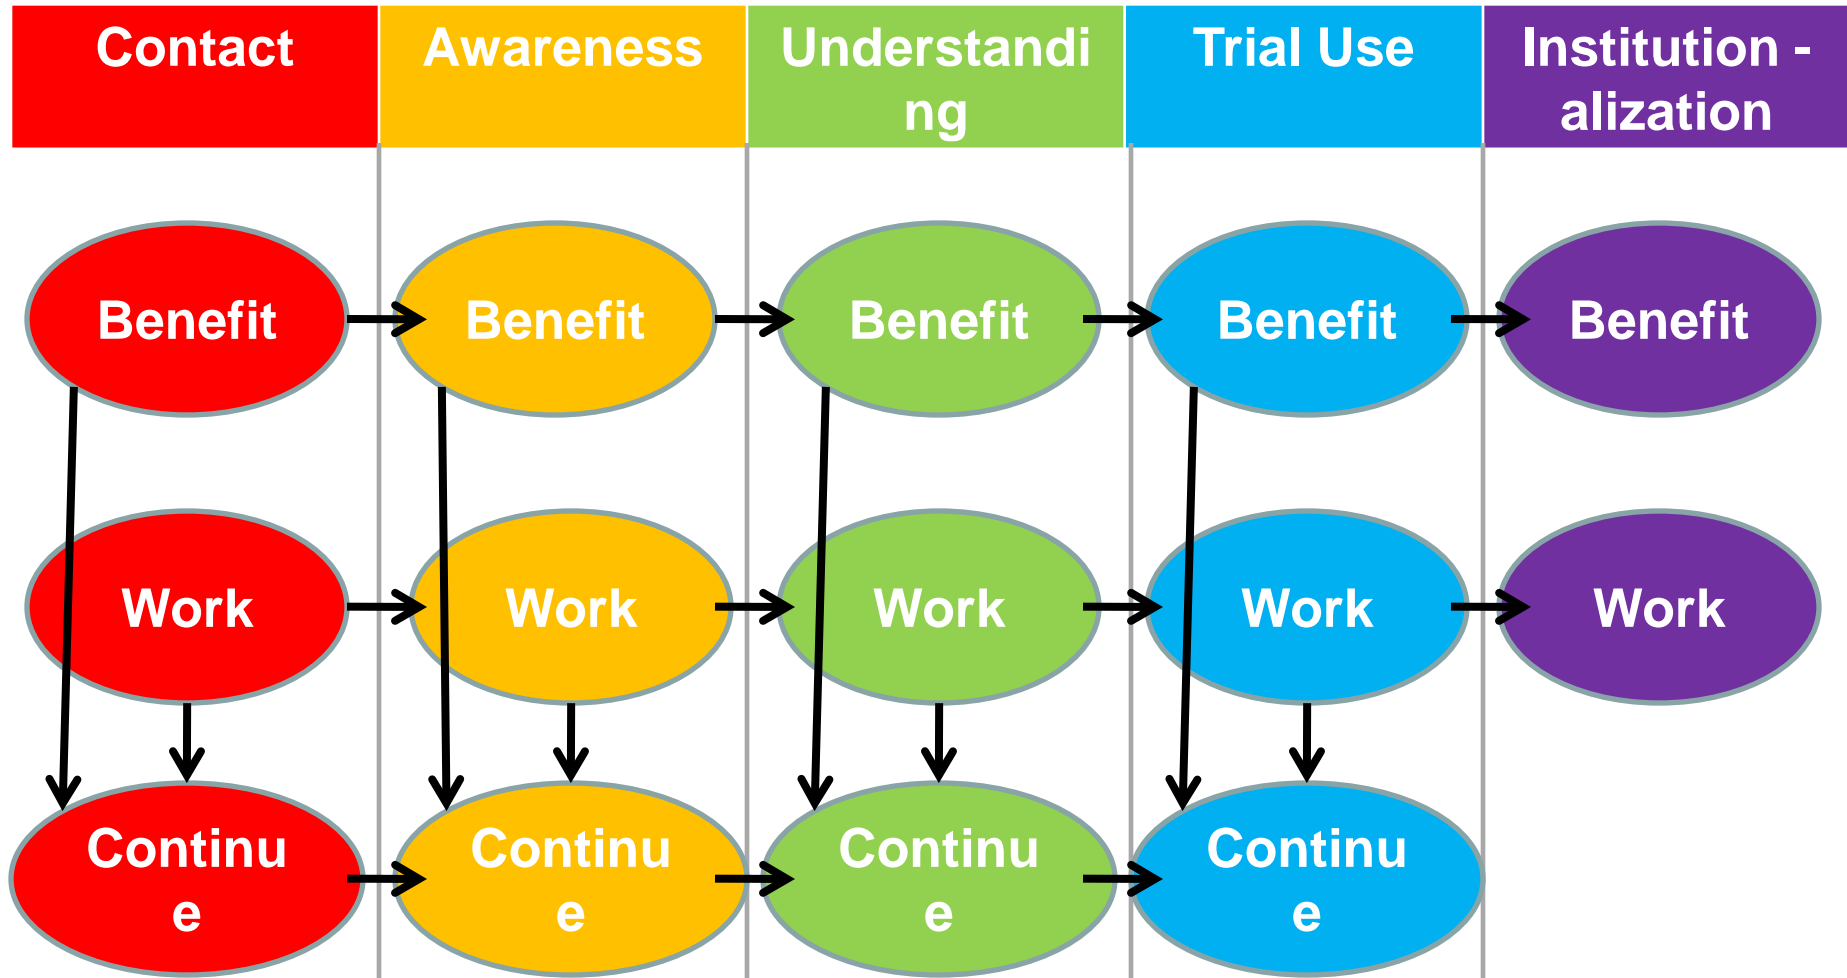 Contact
Awareness
Understandi
ng
Trial Use
Institution -
alization
Benefit
Benefit
Benefit
Benefit
Benefit
Work
Work
Work
Work
Work
Continu
e
Continu
e
Continu
e
Continu
e